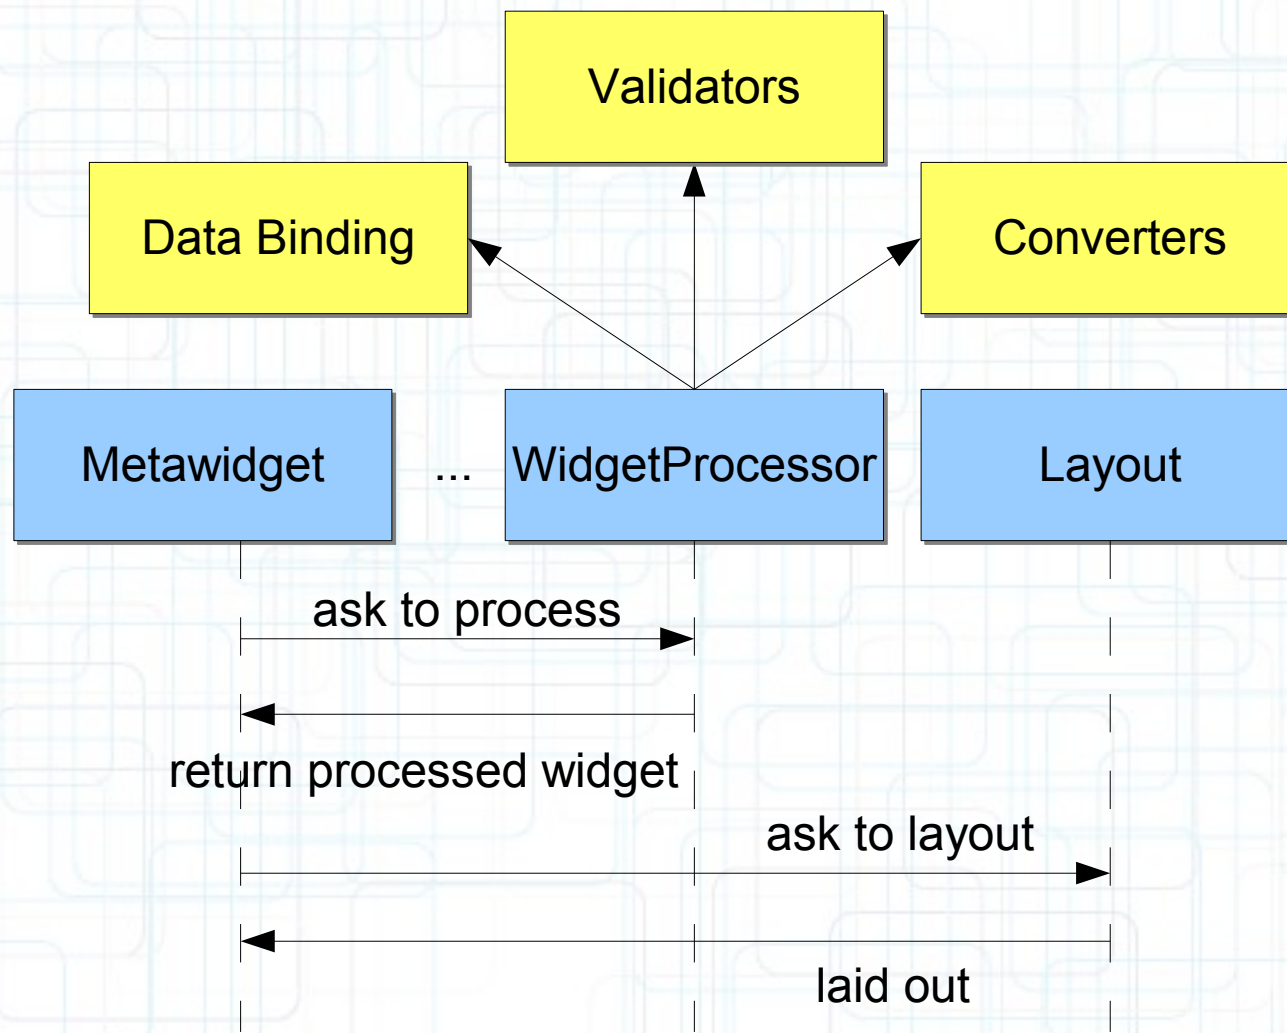 Validators
Data Binding
Converters
Metawidget
...
WidgetProcessor
Layout
ask to process
return processed widget
ask to layout
laid out